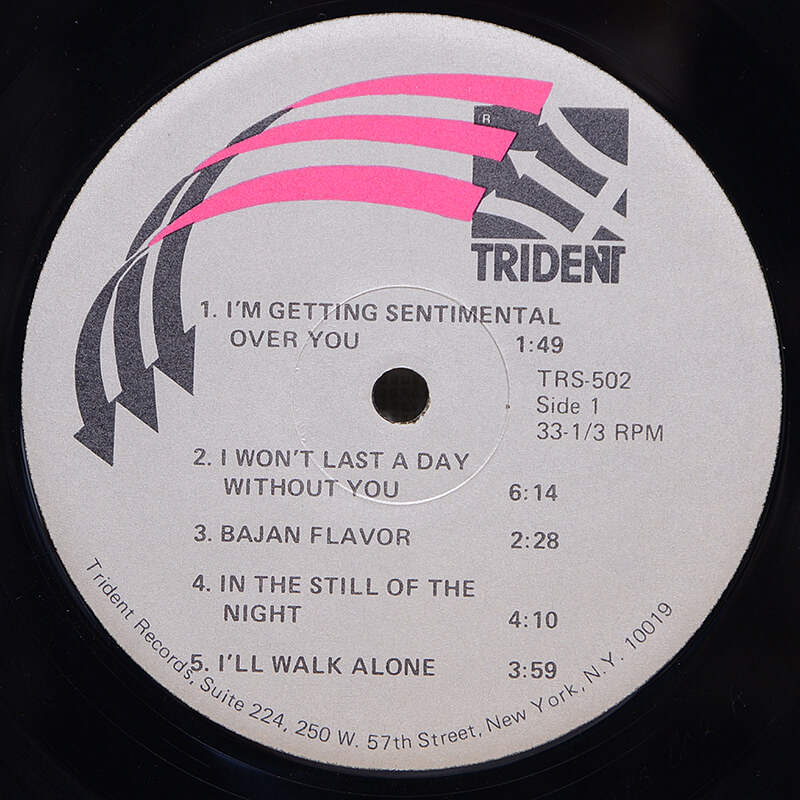 ®
TRIDENT
1. I'M GETTING SENTIMENTAL
OVER YOU 1:49
TRS-502
Side 1
33-1/3 RPM
2. I WON'T LAST A DAY
WITHOUT YOU 6:14
3. BAJAN FLAVOR 2:28
4. IN THE STILL OF THE
NIGHT 4:10
5. I'LL WALK ALONE 3:59
Trident Records, Suite 224, 250 W. 57th Street, New York, N.Y. 10019